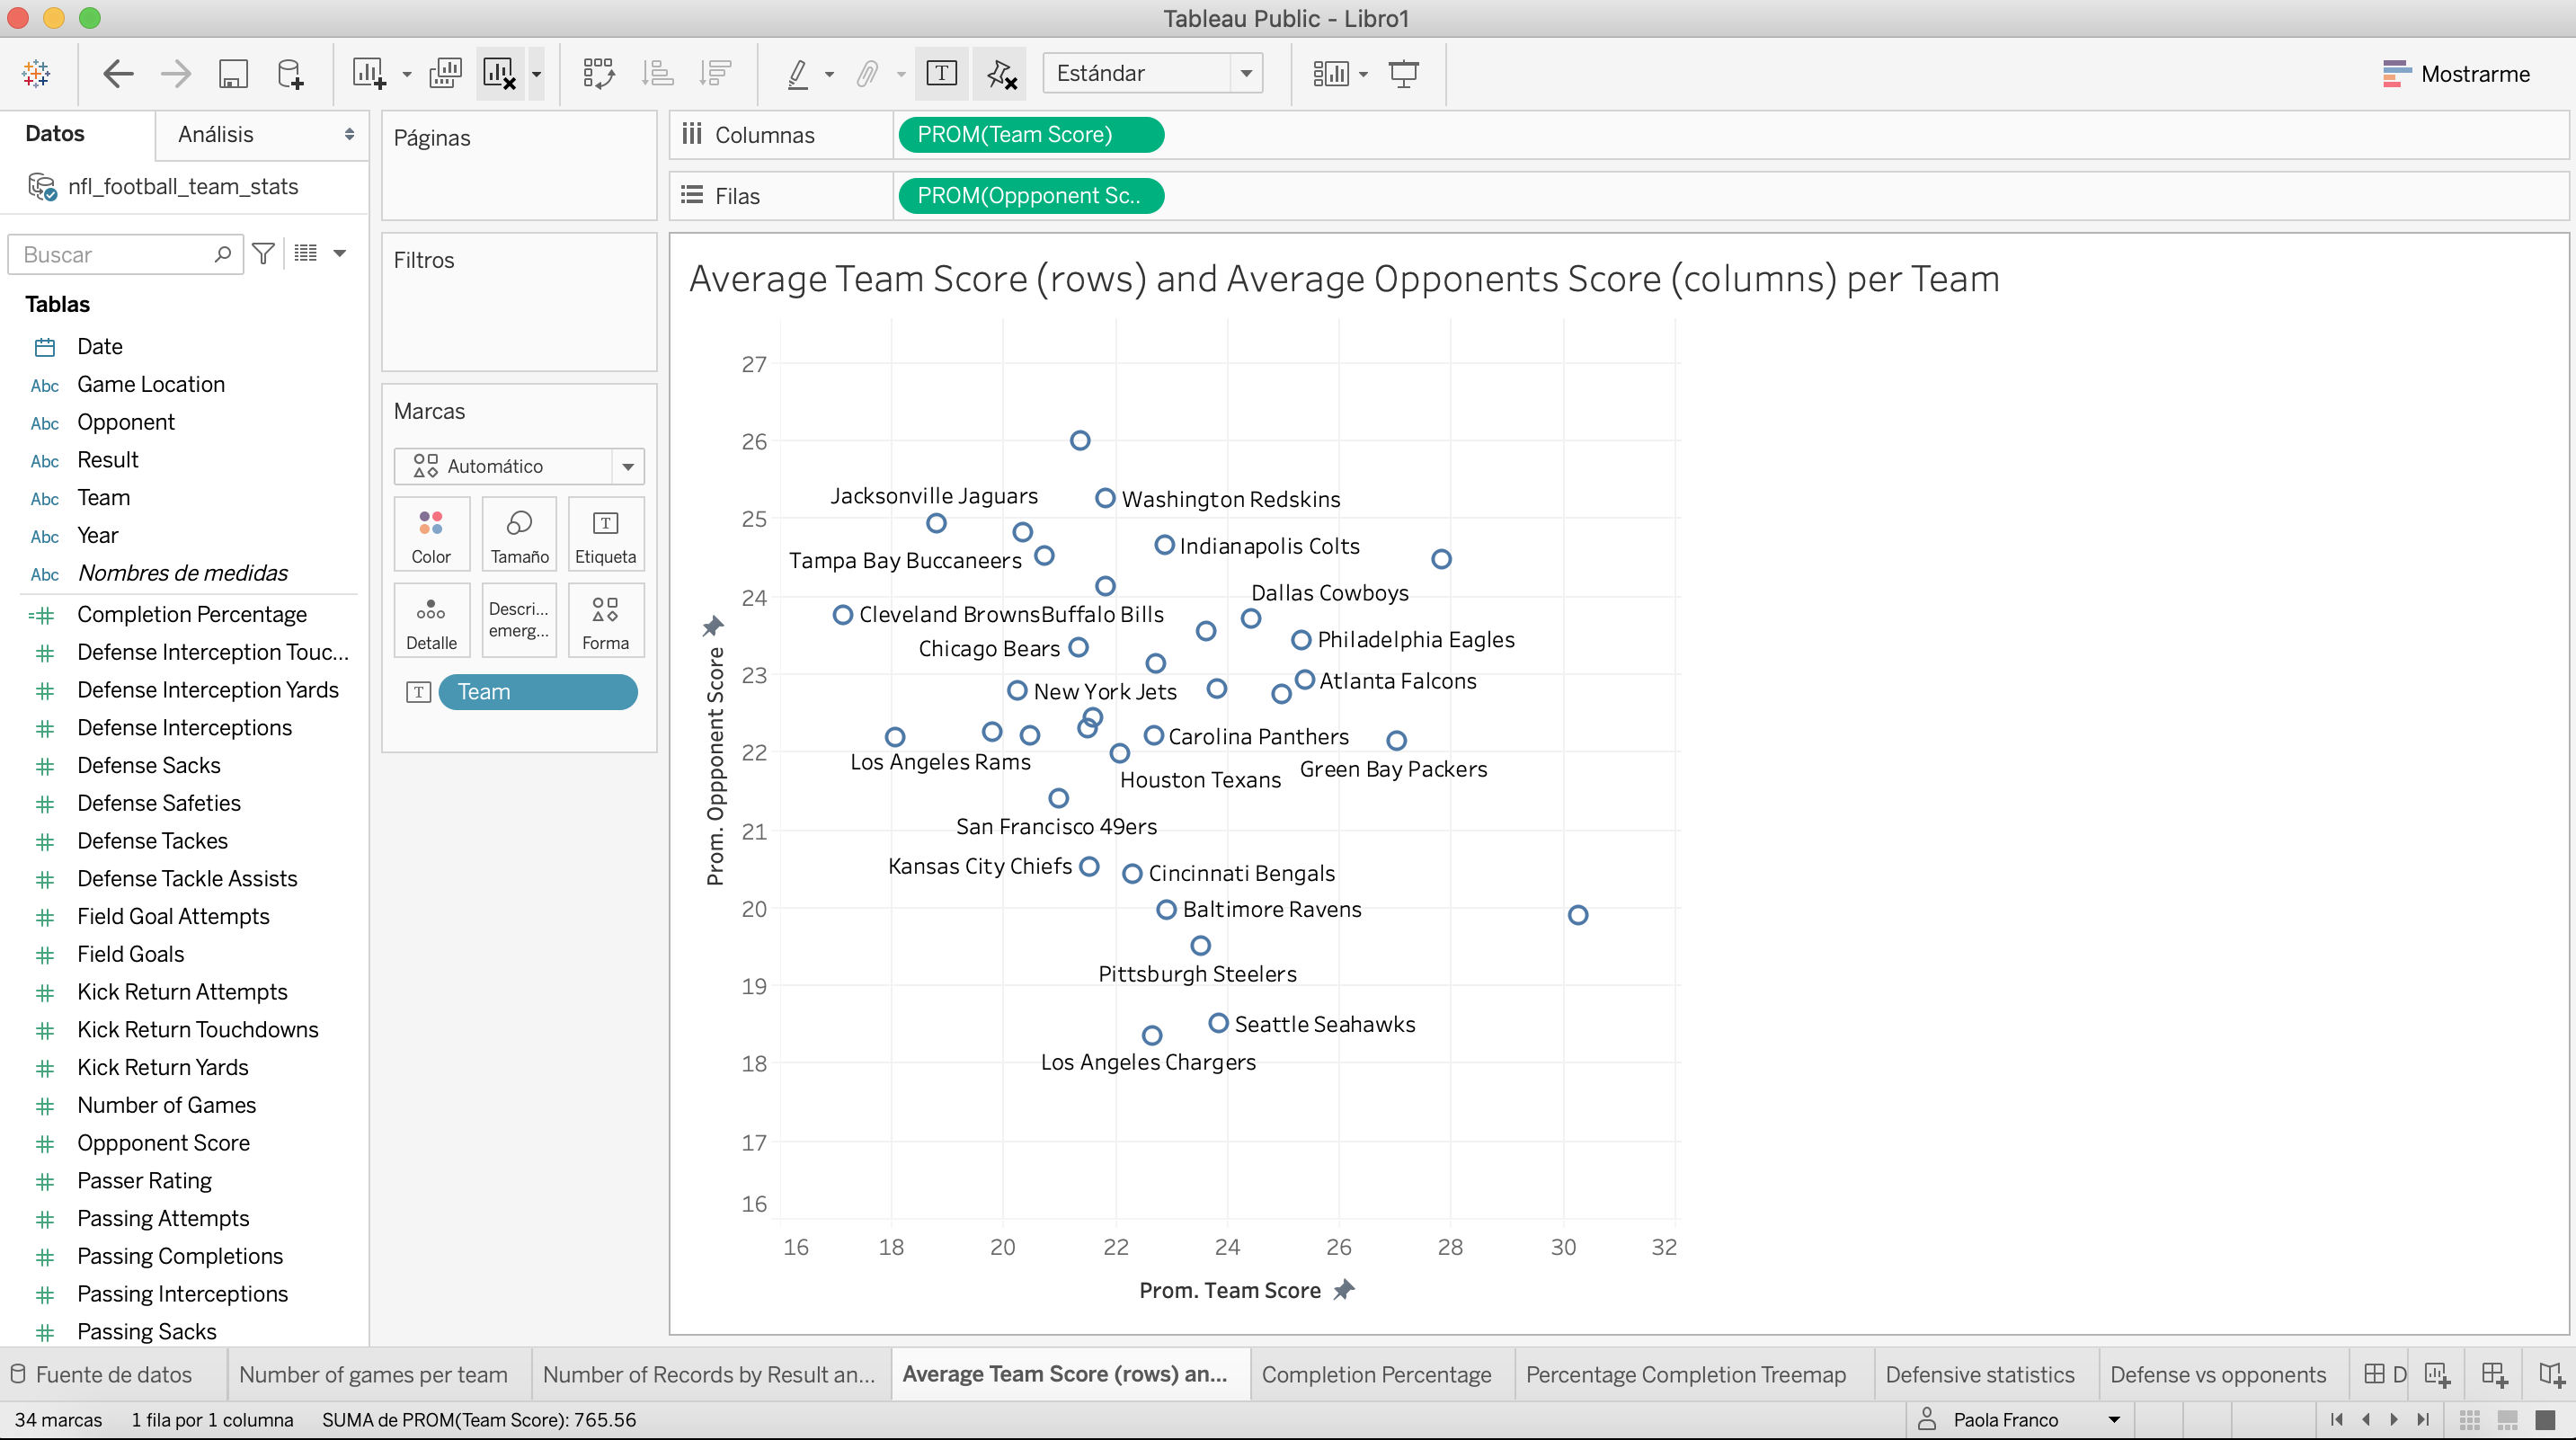 Tableau Public - Libro1
Estándar
Mostrarme
Datos
Análisis
nfl_football_team_stats
Buscar
Tablas
Date
Abc Game Location
Abc Opponent
Abc Result
Abc Team
Abc Year
Abc Nombres de medidas
=# Completion Percentage
# Defense Interception Touc...
# Defense Interception Yards
# Defense Interceptions
# Defense Sacks
# Defense Safeties
# Defense Tackes
# Defense Tackle Assists
# Field Goal Attempts
# Field Goals
# Kick Return Attempts
# Kick Return Touchdowns
# Kick Return Yards
# Number of Games
# Oppponent Score
# Passer Rating
# Passing Attempts
# Passing Completions
# Passing Interceptions
# Passing Sacks
Páginas
Filtros
Marcas
Automático
Color
Tamaño
T
Etiqueta
Detalle
Descri...
emerg...
Forma
T Team
Columnas PROM(Team Score)
Filas PROM(Oppponent Sc..
Average Team Score (rows) and Average Opponents Score (columns) per Team
27
26
25
24
23
22
21
20
19
18
17
16
Prom. Oppponent Score
Jacksonville Jaguars
Washington Redskins
Indianapolis Colts
Tampa Bay Buccaneers
Dallas Cowboys
Cleveland Browns
Buffalo Bills
Philadelphia Eagles
Chicago Bears
Atlanta Falcons
New York Jets
Carolina Panthers
Los Angeles Rams
Green Bay Packers
Houston Texans
San Francisco 49ers
Kansas City Chiefs
Cincinnati Bengals
Baltimore Ravens
Pittsburgh Steelers
Seattle Seahawks
Los Angeles Chargers
16 18 20 22 24 26 28 30 32
Prom. Team Score
Fuente de datos
Number of games per team
Number of Records by Result an...
Average Team Score (rows) an...
Completion Percentage
Percentage Completion Treemap
Defensive statistics
Defense vs opponents
D
34 marcas 1 fila por 1 columna SUMA de PROM(Team Score): 765.56
Paola Franco